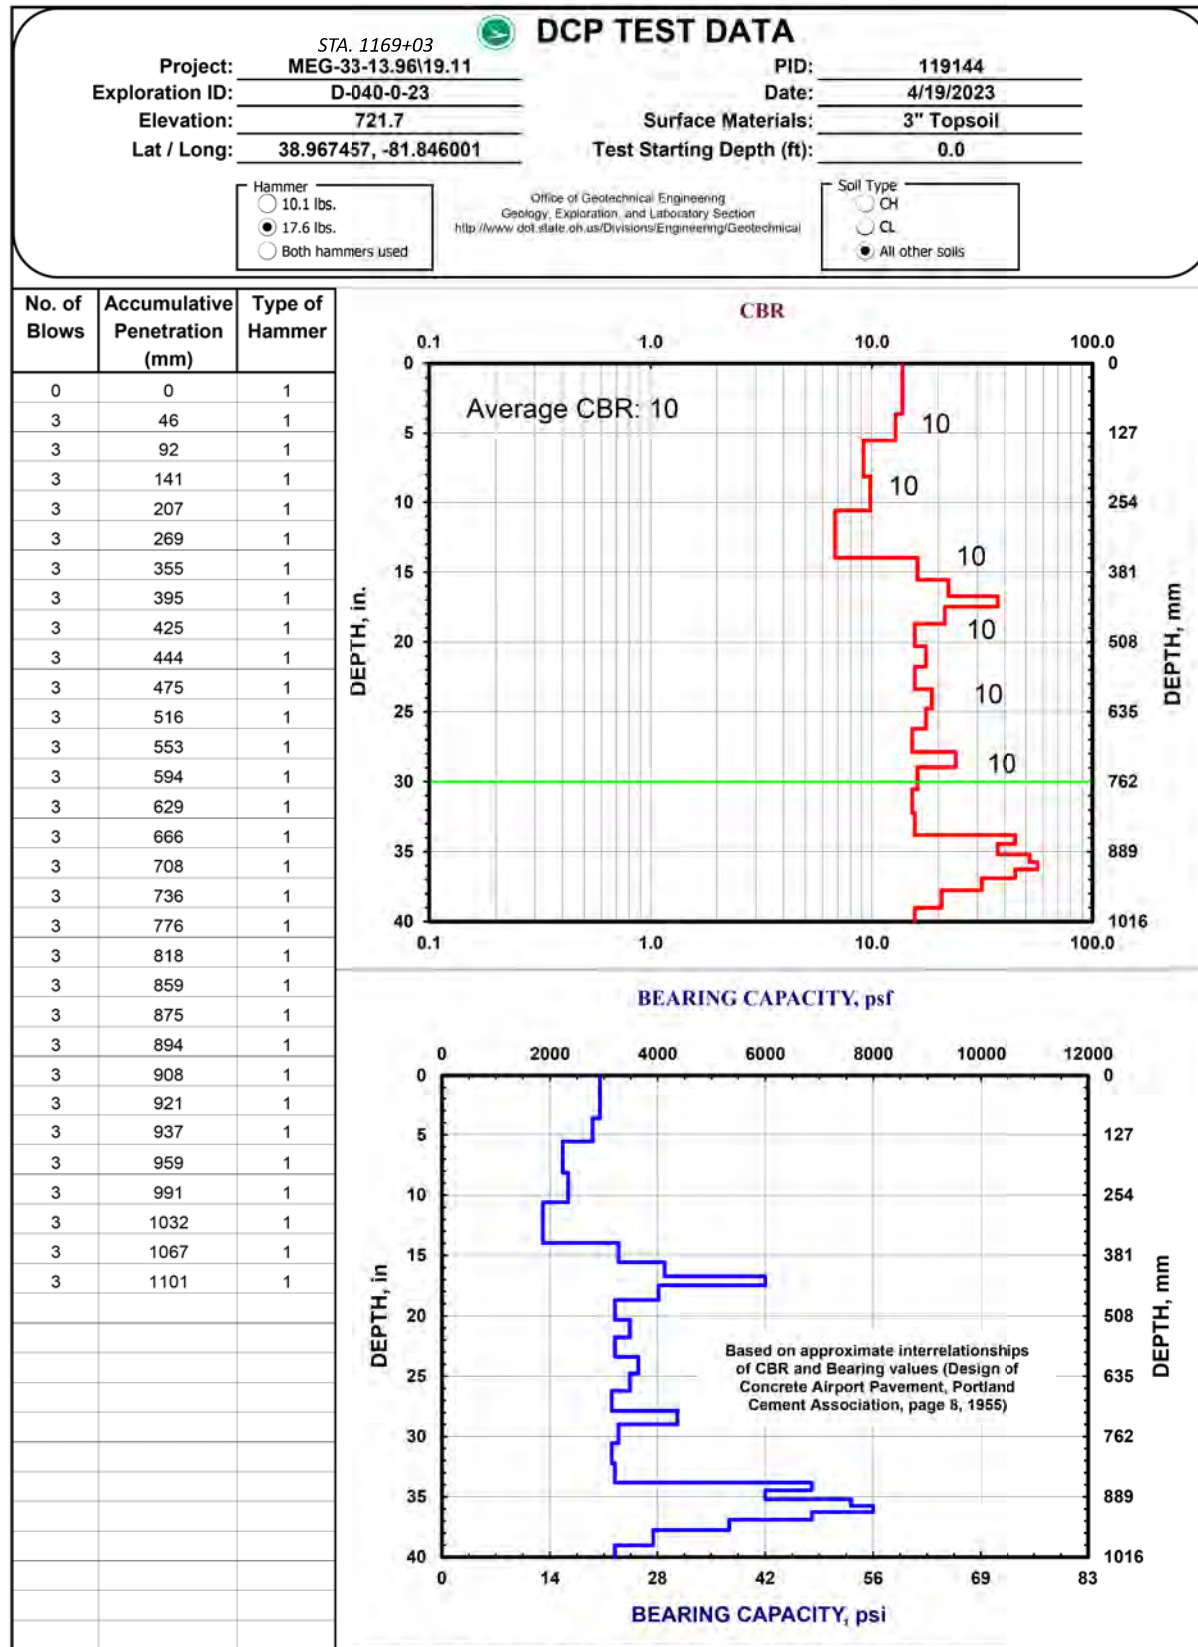 DCP TEST DATA
STA. 1169+03
Project: MEG-33-13.96\19.11 PID: 119144
Exploration ID: D-040-0-23 Date: 4/19/2023
Elevation: 721.7 Surface Materials: 3" Topsoil
Lat / Long: 38.967457, -81.846001 Test Starting Depth (ft): 0.0
Hammer
10.1 lbs.
17.6 lbs.
Both hammers used
Office of Geotechnical Engineering
Geology, Exploration, and Laboratory Section
http://www.dot.state.oh.us/Divisions/Engineering/Geotechnical
Soil Type
CH
CL
All other soils
No. of Blows Accumulative Penetration (mm) Type of Hammer
0 0 1
3 46 1
3 92 1
3 141 1
3 207 1
3 269 1
3 355 1
3 395 1
3 425 1
3 444 1
3 475 1
3 516 1
3 553 1
3 594 1
3 629 1
3 666 1
3 708 1
3 736 1
3 776 1
3 818 1
3 859 1
3 875 1
3 894 1
3 908 1
3 921 1
3 937 1
3 959 1
3 991 1
3 1032 1
3 1067 1
3 1101 1
CBR
0.1 1.0 10.0 100.0
0 0
Average CBR: 10
10
5 127
10
10 254
10
15 381
DEPTH, in.
DEPTH, mm
10
20 508
10
25 635
10
30 762
35 889
40 1016
0.1 1.0 10.0 100.0
BEARING CAPACITY, psf
0 2000 4000 6000 8000 10000 12000
0 0
5 127
10 254
15 381
DEPTH, in
DEPTH, mm
20 508
Based on approximate interrelationships
of CBR and Bearing values (Design of
Concrete Airport Pavement, Portland
Cement Association, page 8, 1955)
25 635
30 762
35 889
40 1016
0 14 28 42 56 69 83
BEARING CAPACITY, psi